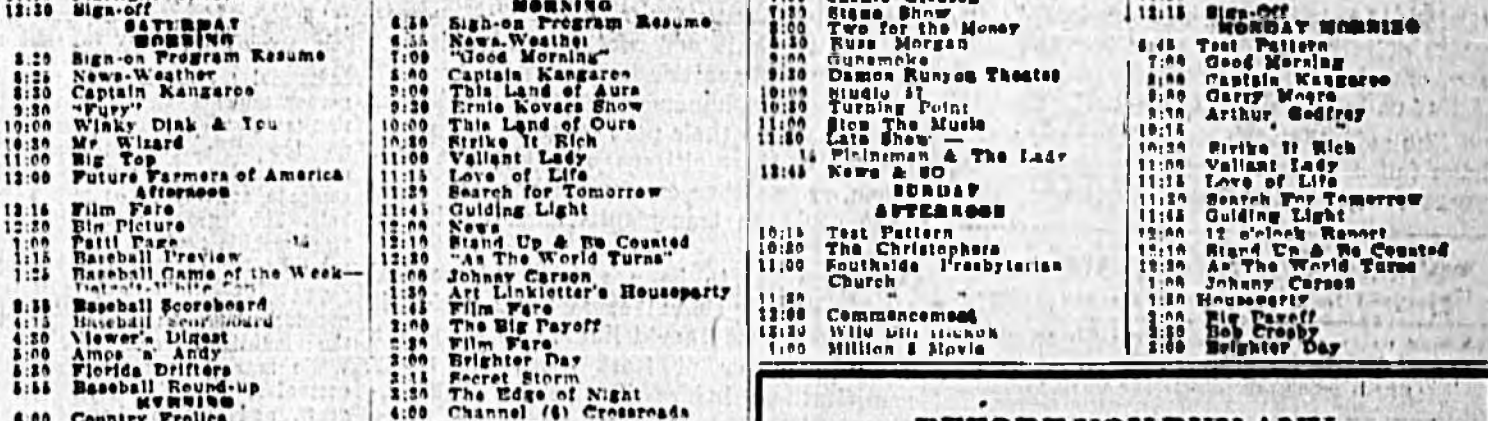 12:30 Sign-off
SATURDAY
MORNING
8:20 Sign-on Program Resume
8:25 News-Weather
8:30 Captain Kangaroo
9:30 "Fury"
10:00 Winky Dink & You
10:30 Mr. Wizard
11:00 Big Top
12:00 Future Farmers of America
Afternoon
12:15 Film Fare
12:30 Big Picture
1:00 Patti Page
1:15 Baseball Preview
1:25 Baseball Game of the Week—
Baseball Scoreboard
4:15 Baseball Scoreboard
4:30 Viewer's Digest
5:00 Amos 'n' Andy
5:30 Florida Drifters
5:55 Baseball Round-up
EVENING
6:00 Country Frolics
MORNING
Sign-on Program Resume
6:55 News-Weather
7:00 "Good Morning"
8:00 Captain Kangaroo
9:00 This Land of Aura
9:30 Ernie Kovacs Show
10:00 This Land of Ours
10:30 Strike It Rich
11:00 Valiant Lady
11:15 Love of Life
11:30 Search for Tomorrow
11:45 Guiding Light
12:00 News
12:10 Stand Up & Be Counted
12:30 "As The World Turns"
1:00 Johnny Carson
1:30 Art Linkletter's Houseparty
1:45 Film Fare
2:00 The Big Payoff
2:30 Film Fare
3:00 Brighter Day
3:15 Secret Storm
3:30 The Edge of Night
4:00 Channel (6) Crossroads
Stage Show
8:00 Two for the Money
8:30 Russ Morgan
9:00 Gunsmoke
9:30 Damon Runyon Theatre
10:00 Studio 57
10:30 Turning Point
11:00 Stop The Music
11:30 Late Show —
Plainsman & The Lady
12:45 News & SO
SUNDAY
AFTERNOON
10:15 Test Pattern
10:30 The Christophers
11:00 Southside Presbyterian
Church
11:30 " "
12:00 Commencement
12:30 Wild Bill Hickok
1:00 Million $ Movie
12:15 Sign-Off
MONDAY MORNING
6:45 Test Pattern
7:00 Good Morning
8:00 Captain Kangaroo
9:00 Garry Moore
9:30 Arthur Godfrey
10:15 " "
10:30 Strike It Rich
11:00 Valiant Lady
11:15 Love of Life
11:30 Search For Tomorrow
11:45 Guiding Light
12:00 12 o'clock Report
12:10 Stand Up & Be Counted
12:30 As The World Turns
1:00 Johnny Carson
1:30 Houseparty
2:00 Big Payoff
2:30 Bob Crosby
3:00 Brighter Day